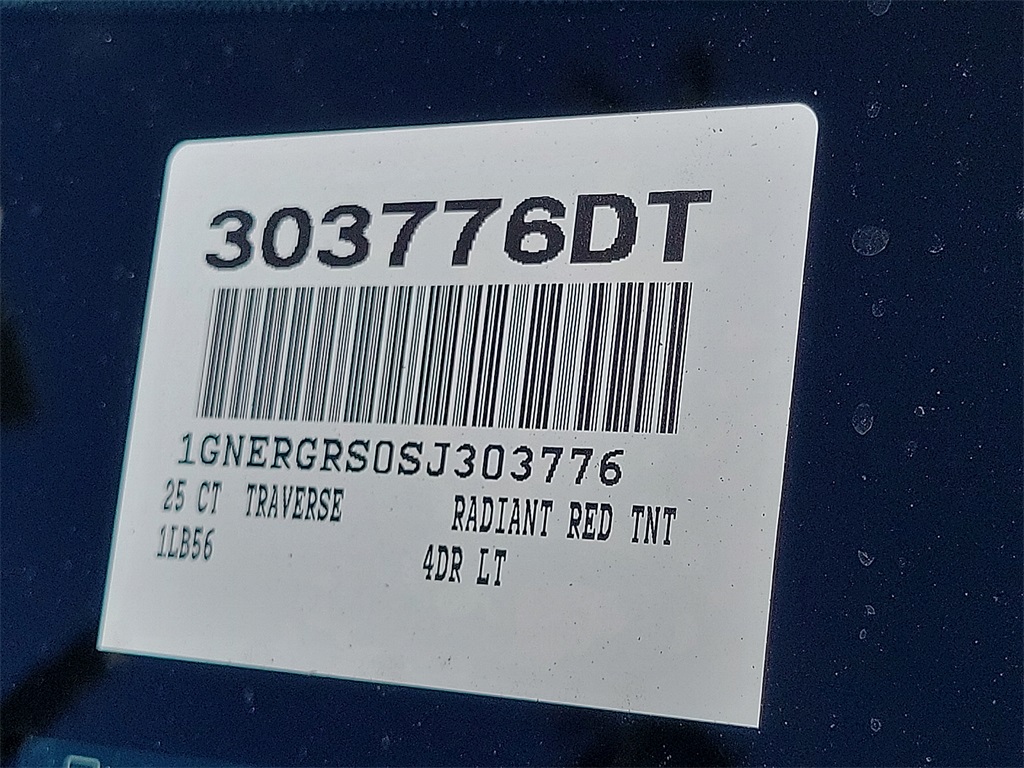 303776DT
1GNERGRS0SJ303776
25 CT TRAVERSE RADIANT RED TNT
1LB56 4DR LT